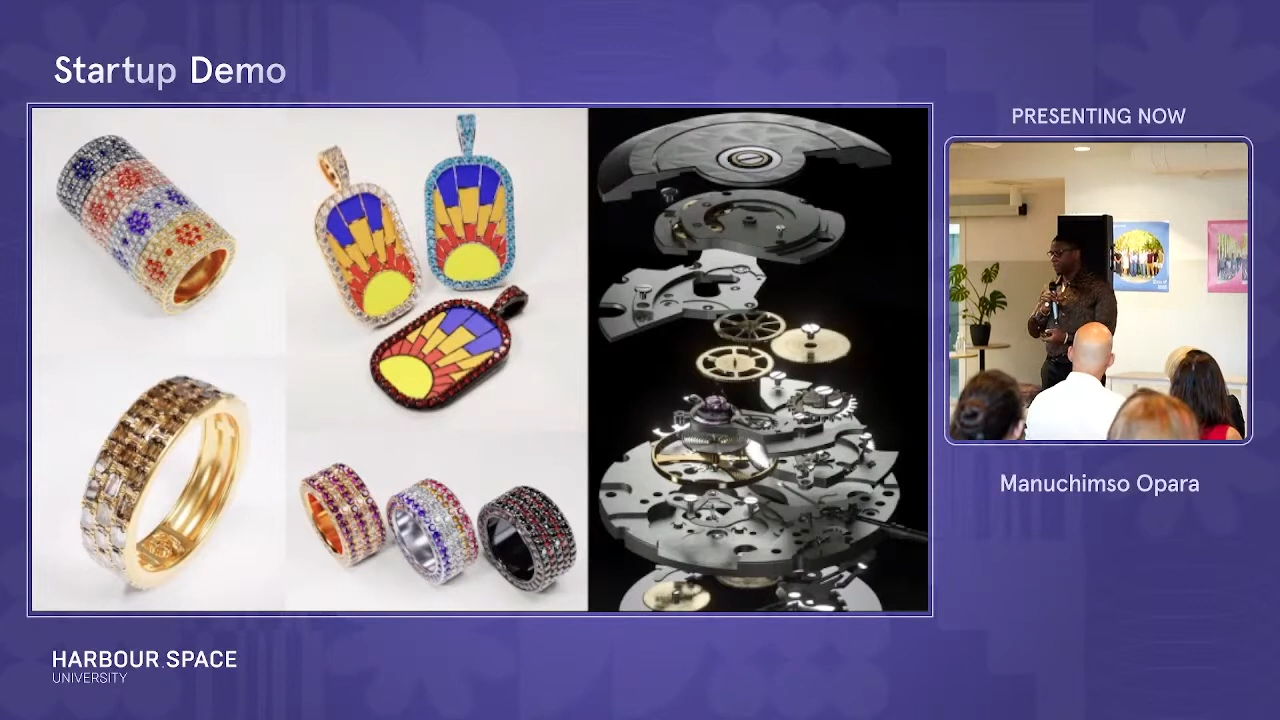 Startup Demo
PRESENTING NOW
Manuchimso Opara
HARBOUR.SPACE
UNIVERSITY